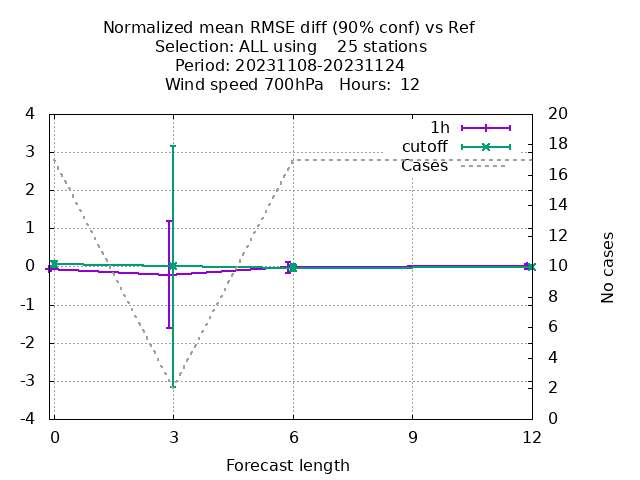 Normalized mean RMSE diff (90% conf) vs Ref
Selection: ALL using    25 stations
Period: 20231108-20231124
Wind speed 700hPa   Hours:  12
4 20
1h
18
cutoff
3
Cases
16
2
14
1 12
0 10
No cases
-1 8
6
-2
4
-3
2
-4 0
0 3 6 9 12
Forecast length